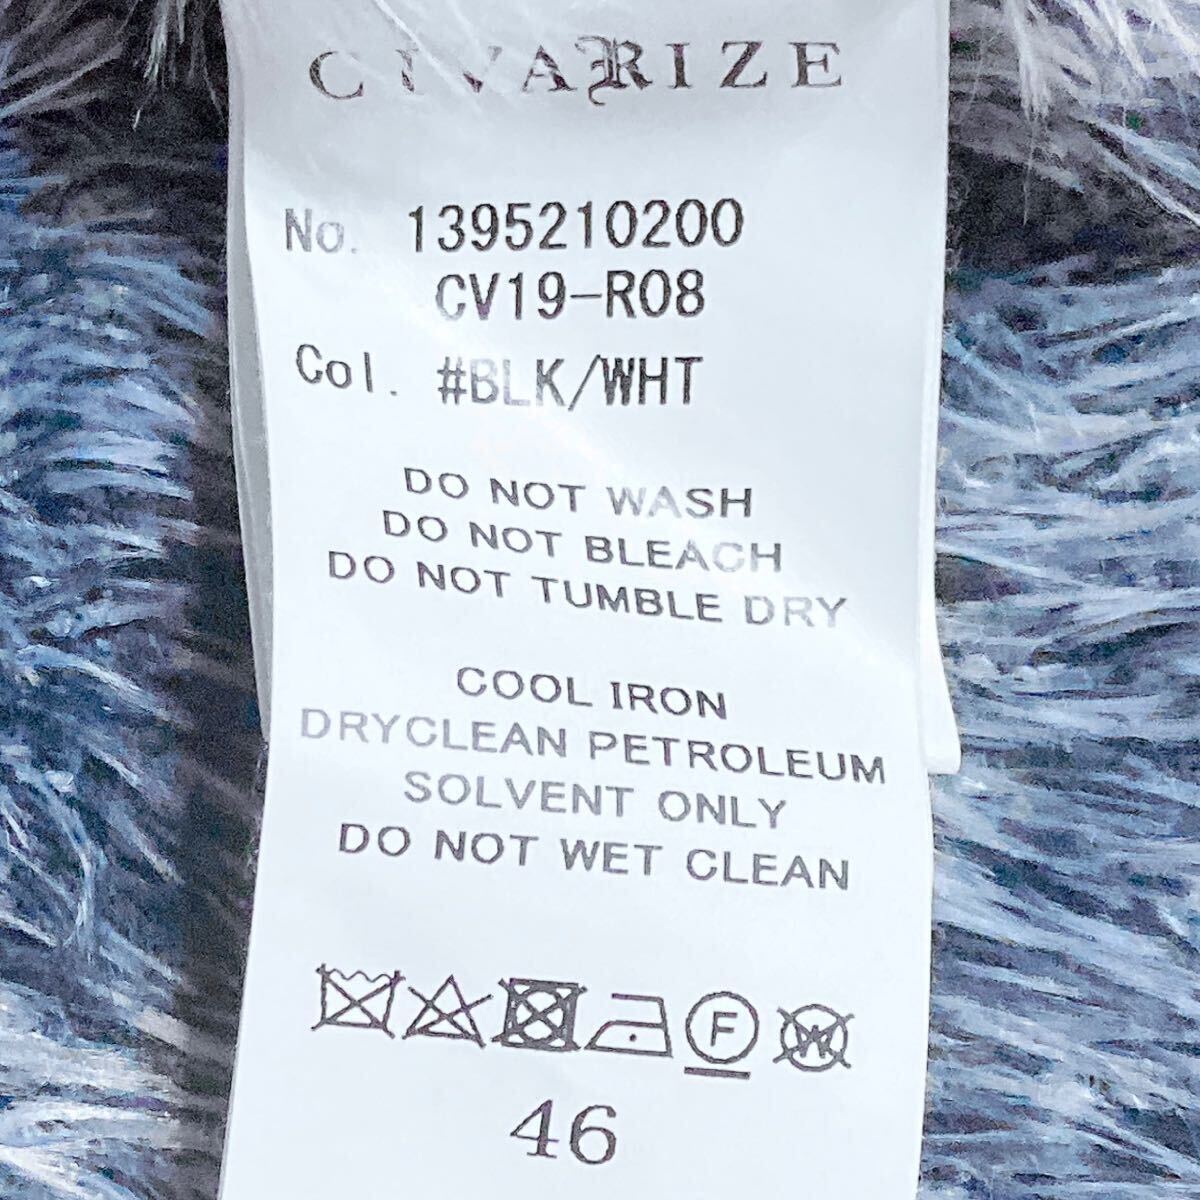 CIVARIZE
No. 1395210200
CV19-R08
Col. #BLK/WHT
DO NOT WASH
DO NOT BLEACH
DO NOT TUMBLE DRY
COOL IRON
DRYCLEAN PETROLEUM
SOLVENT ONLY
DO NOT WET CLEAN
F W
46